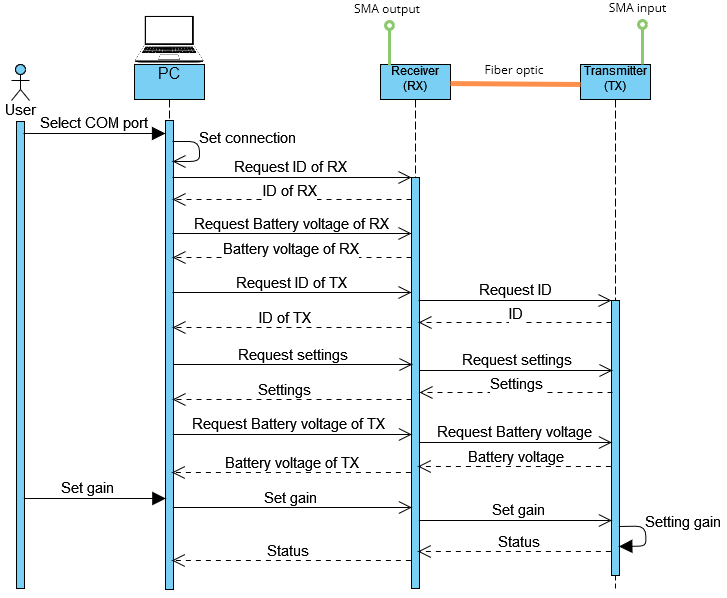 SMA output
SMA input
PC
Receiver
(RX)
Fiber optic
Transmitter
(TX)
User
Select COM port
Set connection
Request ID of RX
ID of RX
Request Battery voltage of RX
Battery voltage of RX
Request ID of TX
Request ID
ID of TX
ID
Request settings
Request settings
Settings
Settings
Request Battery voltage of TX
Request Battery voltage
Battery voltage of TX
Battery voltage
Set gain
Set gain
Set gain
Setting gain
Status
Status